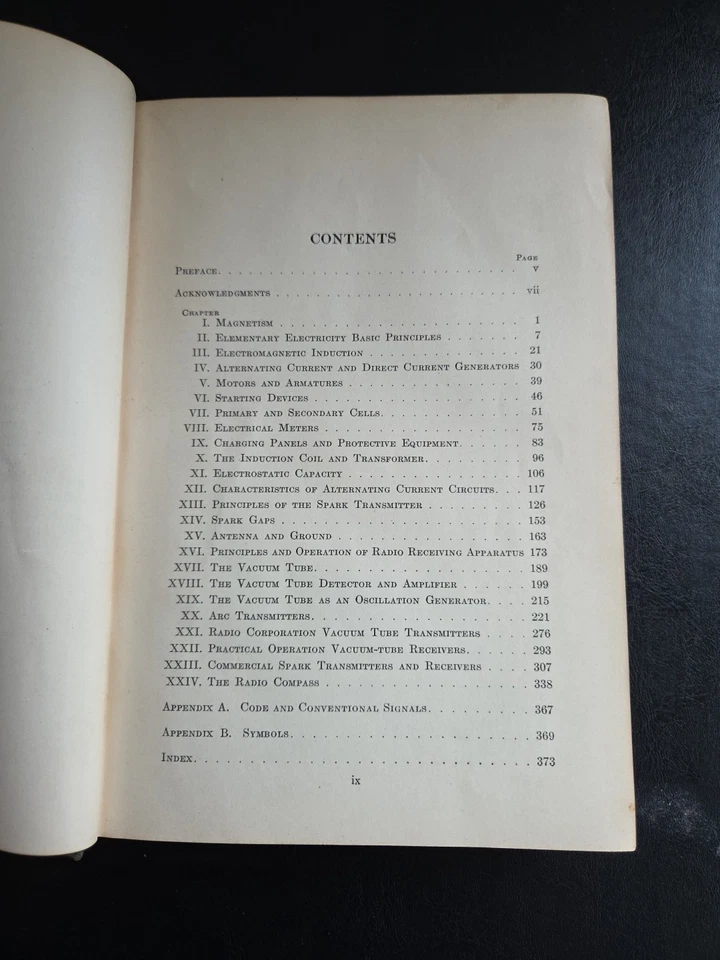 CONTENTS
PAGE
PREFACE. . . . . . . . . . . . . . . . . . . . . . . . . . . v
ACKNOWLEDGMENTS . . . . . . . . . . . . . . . . . . . . . . vii
CHAPTER
I. MAGNETISM . . . . . . . . . . . . . . . . . . . . . . 1
II. ELEMENTARY ELECTRICITY BASIC PRINCIPLES . . . . . . . 7
III. ELECTROMAGNETIC INDUCTION . . . . . . . . . . . . . 21
IV. ALTERNATING CURRENT AND DIRECT CURRENT GENERATORS 30
V. MOTORS AND ARMATURES . . . . . . . . . . . . . . . 39
VI. STARTING DEVICES . . . . . . . . . . . . . . . . . . 46
VII. PRIMARY AND SECONDARY CELLS. . . . . . . . . . . . 51
VIII. ELECTRICAL METERS . . . . . . . . . . . . . . . . . 75
IX. CHARGING PANELS AND PROTECTIVE EQUIPMENT. . . . . . 83
X. THE INDUCTION COIL AND TRANSFORMER. . . . . . . . . 96
XI. ELECTROSTATIC CAPACITY . . . . . . . . . . . . . . 106
XII. CHARACTERISTICS OF ALTERNATING CURRENT CIRCUITS. . . 117
XIII. PRINCIPLES OF THE SPARK TRANSMITTER . . . . . . . . 126
XIV. SPARK GAPS . . . . . . . . . . . . . . . . . . . . 153
XV. ANTENNA AND GROUND . . . . . . . . . . . . . . . . 163
XVI. PRINCIPLES AND OPERATION OF RADIO RECEIVING APPARATUS 173
XVII. THE VACUUM TUBE. . . . . . . . . . . . . . . . . . 189
XVIII. THE VACUUM TUBE DETECTOR AND AMPLIFIER . . . . . . 199
XIX. THE VACUUM TUBE AS AN OSCILLATION GENERATOR. . . . 215
XX. ARC TRANSMITTERS. . . . . . . . . . . . . . . . . . 221
XXI. RADIO CORPORATION VACUUM TUBE TRANSMITTERS . . . . 276
XXII. PRACTICAL OPERATION VACUUM-TUBE RECEIVERS. . . . . 293
XXIII. COMMERCIAL SPARK TRANSMITTERS AND RECEIVERS . . . . 307
XXIV. THE RADIO COMPASS . . . . . . . . . . . . . . . . . 338
APPENDIX A. CODE AND CONVENTIONAL SIGNALS. . . . . . . . . 367
APPENDIX B. SYMBOLS. . . . . . . . . . . . . . . . . . . . 369
INDEX. . . . . . . . . . . . . . . . . . . . . . . . . . . 373
ix